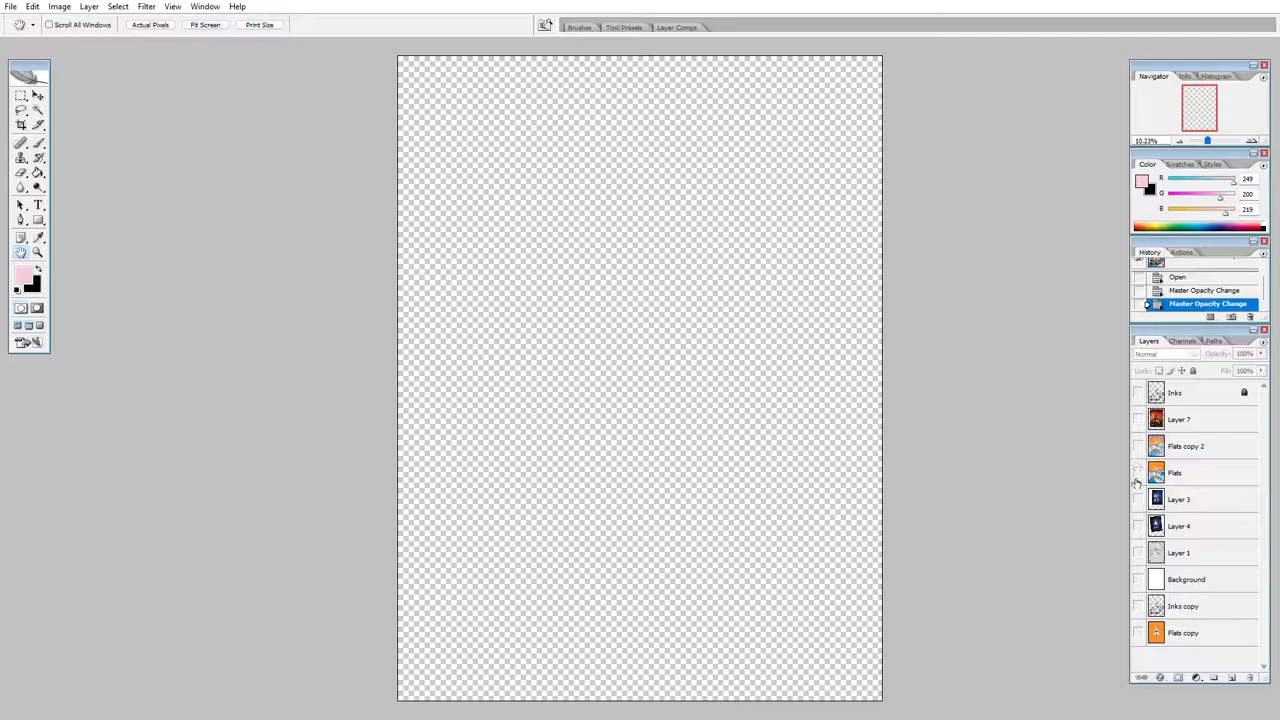 File Edit Image Layer Select Filter View Window Help
Scroll All Windows Actual Pixels Fit Screen Print Size Brushes Tool Presets Layer Comps
Navigator Info Histogram
10.23%
Color Swatches Styles
R 249
G 200
B 219
History Actions
Open
Master Opacity Change
Master Opacity Change
Layers Channels Paths
Normal Opacity: 100%
Lock: Fill: 100%
Inks
Layer 7
Flats copy 2
Flats
Layer 3
Layer 4
Layer 1
Background
Inks copy
Flats copy